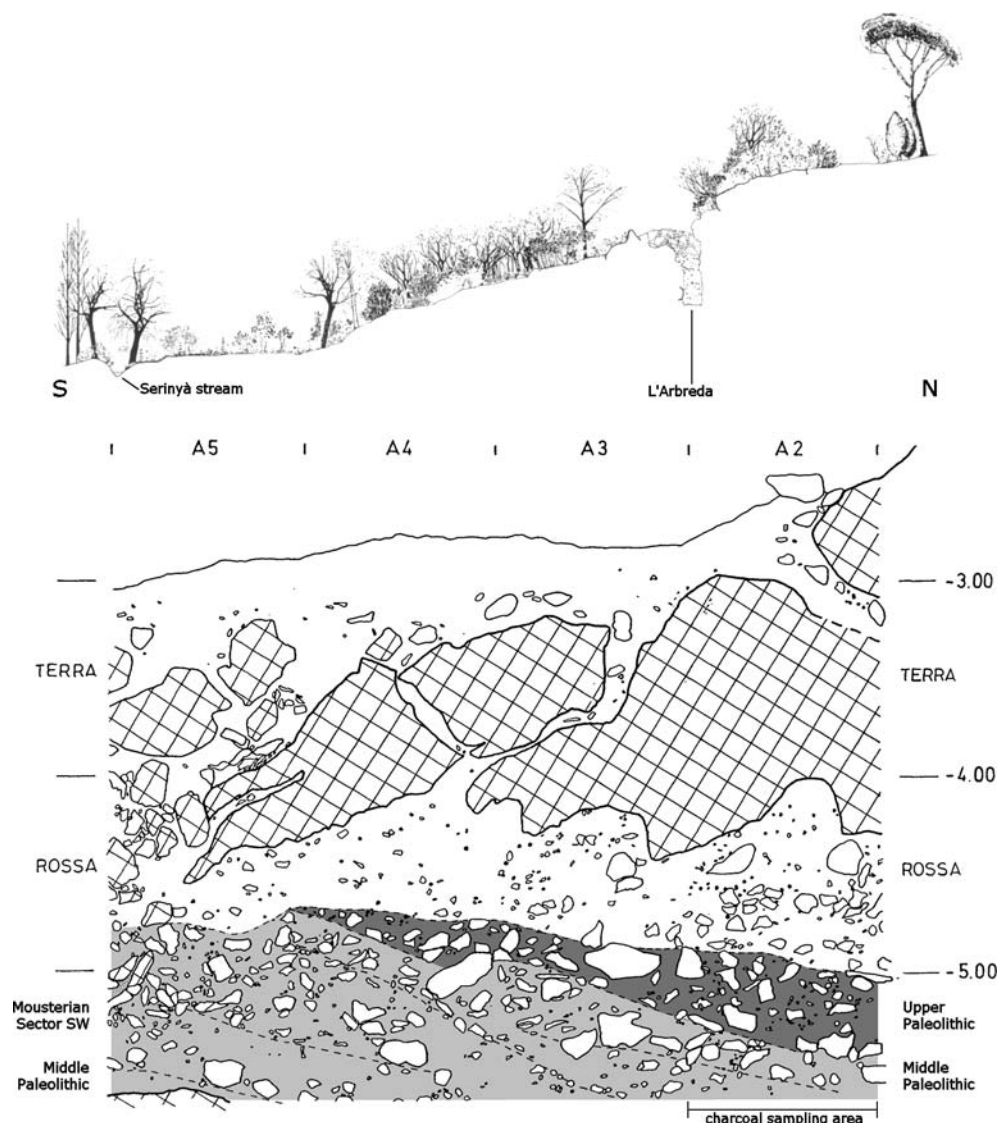 S
Serinyà stream
L'Arbreda
N
A5
A4
A3
A2
-3.00
TERRA
TERRA
-4.00
ROSSA
ROSSA
-5.00
Mousterian
Sector SW
Upper
Paleolithic
Middle
Paleolithic
Middle
Paleolithic
charcoal sampling area